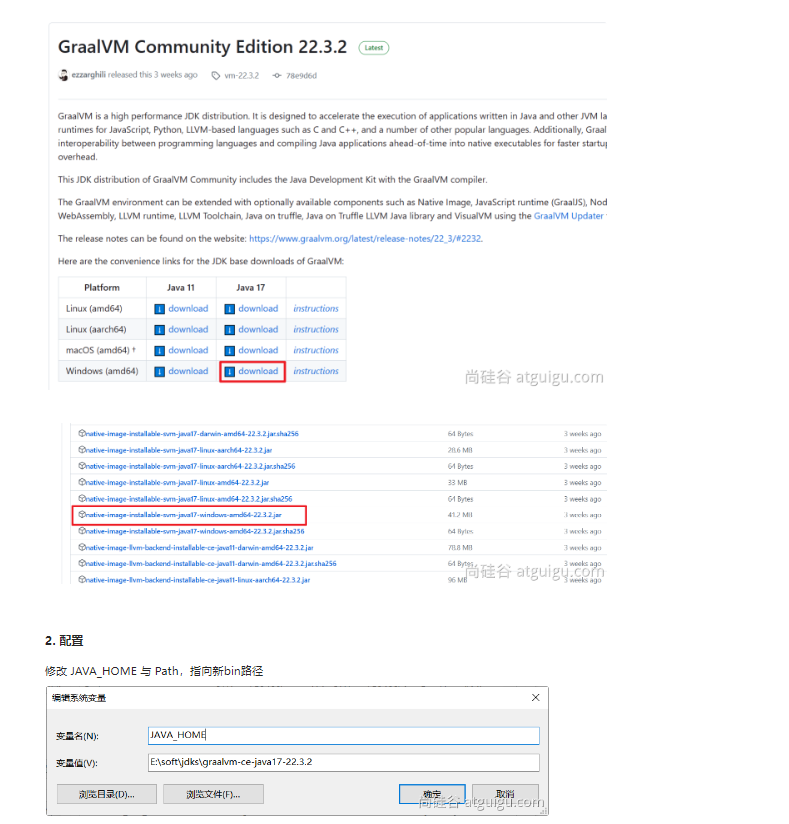 GraalVM Community Edition 22.3.2 Latest
ezzarghili released this 3 weeks ago vm-22.3.2 78e9d6d
GraalVM is a high performance JDK distribution. It is designed to accelerate the execution of applications written in Java and other JVM la
runtimes for JavaScript, Python, LLVM-based languages such as C and C++, and a number of other popular languages. Additionally, Graal
interoperability between programming languages and compiling Java applications ahead-of-time into native executables for faster startup
overhead.
This JDK distribution of GraalVM Community includes the Java Development Kit with the GraalVM compiler.
The GraalVM environment can be extended with optionally available components such as Native Image, JavaScript runtime (GraalJS), Nod
WebAssembly, LLVM runtime, LLVM Toolchain, Java on truffle, Java on Truffle LLVM Java library and VisualVM using the GraalVM Updater
The release notes can be found on the website: https://www.graalvm.org/latest/release-notes/22_3/#2232.
Here are the convenience links for the JDK base downloads of GraalVM:
Platform Java 11 Java 17
Linux (amd64) download download instructions
Linux (aarch64) download download instructions
macOS (amd64) † download download instructions
Windows (amd64) download download instructions
尚硅谷 atguigu.com
native-image-installable-svm-java17-darwin-amd64-22.3.2.jar.sha256 64 Bytes 3 weeks ago
native-image-installable-svm-java17-linux-aarch64-22.3.2.jar 28.6 MB 3 weeks ago
native-image-installable-svm-java17-linux-aarch64-22.3.2.jar.sha256 64 Bytes 3 weeks ago
native-image-installable-svm-java17-linux-amd64-22.3.2.jar 33 MB 3 weeks ago
native-image-installable-svm-java17-linux-amd64-22.3.2.jar.sha256 64 Bytes 3 weeks ago
native-image-installable-svm-java17-windows-amd64-22.3.2.jar 41.2 MB 3 weeks ago
native-image-installable-svm-java17-windows-amd64-22.3.2.jar.sha256 64 Bytes 3 weeks ago
native-image-llvm-backend-installable-ce-java11-darwin-amd64-22.3.2.jar 78.8 MB 3 weeks ago
native-image-llvm-backend-installable-ce-java11-darwin-amd64-22.3.2.jar.sha256 64 Bytes 3 weeks ago
尚硅谷 atguigu.com
native-image-llvm-backend-installable-ce-java11-linux-aarch64-22.3.2.jar 96 MB 3 weeks ago
2. 配置
修改 JAVA_HOME 与 Path，指向新bin路径
编辑系统变量
变量名(N): JAVA_HOME
变量值(V): E:\soft\jdks\graalvm-ce-java17-22.3.2
浏览目录(D)... 浏览文件(F)... 确定 取消
尚硅谷 atguigu.com